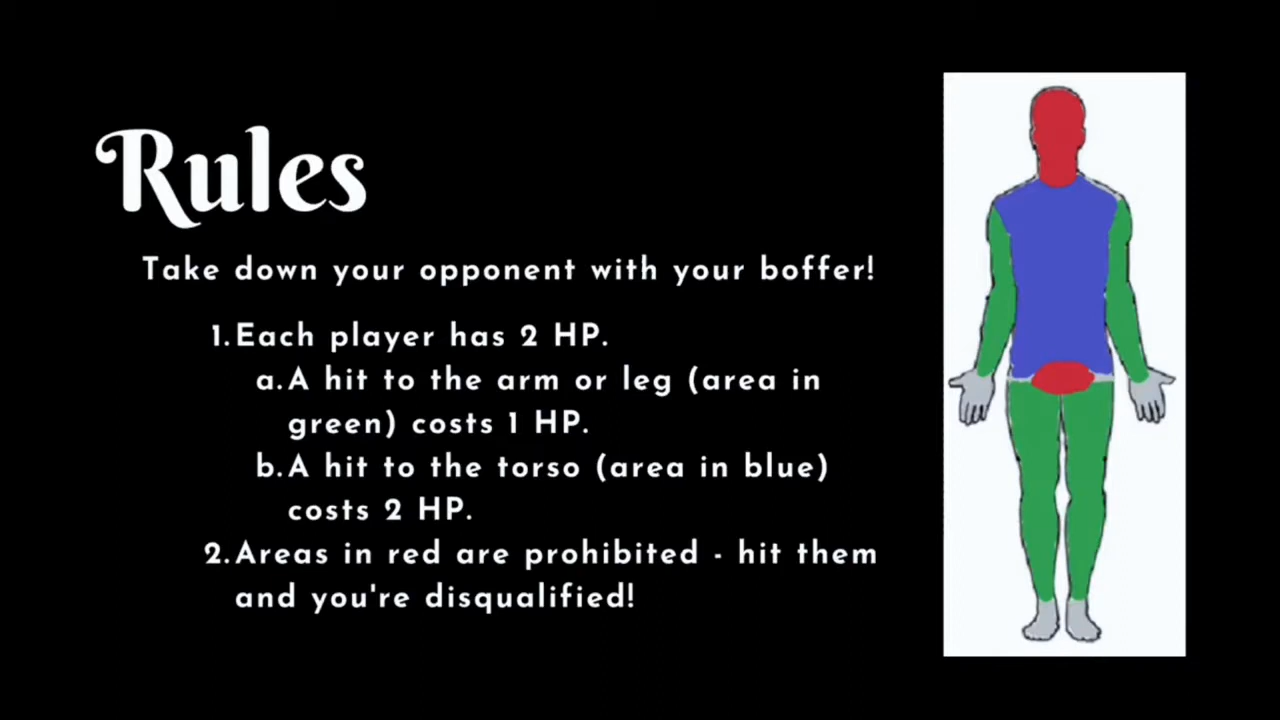 Rules
Take down your opponent with your boffer!
1. Each player has 2 HP.
a. A hit to the arm or leg (area in
green) costs 1 HP.
b. A hit to the torso (area in blue)
costs 2 HP.
2. Areas in red are prohibited - hit them
and you're disqualified!